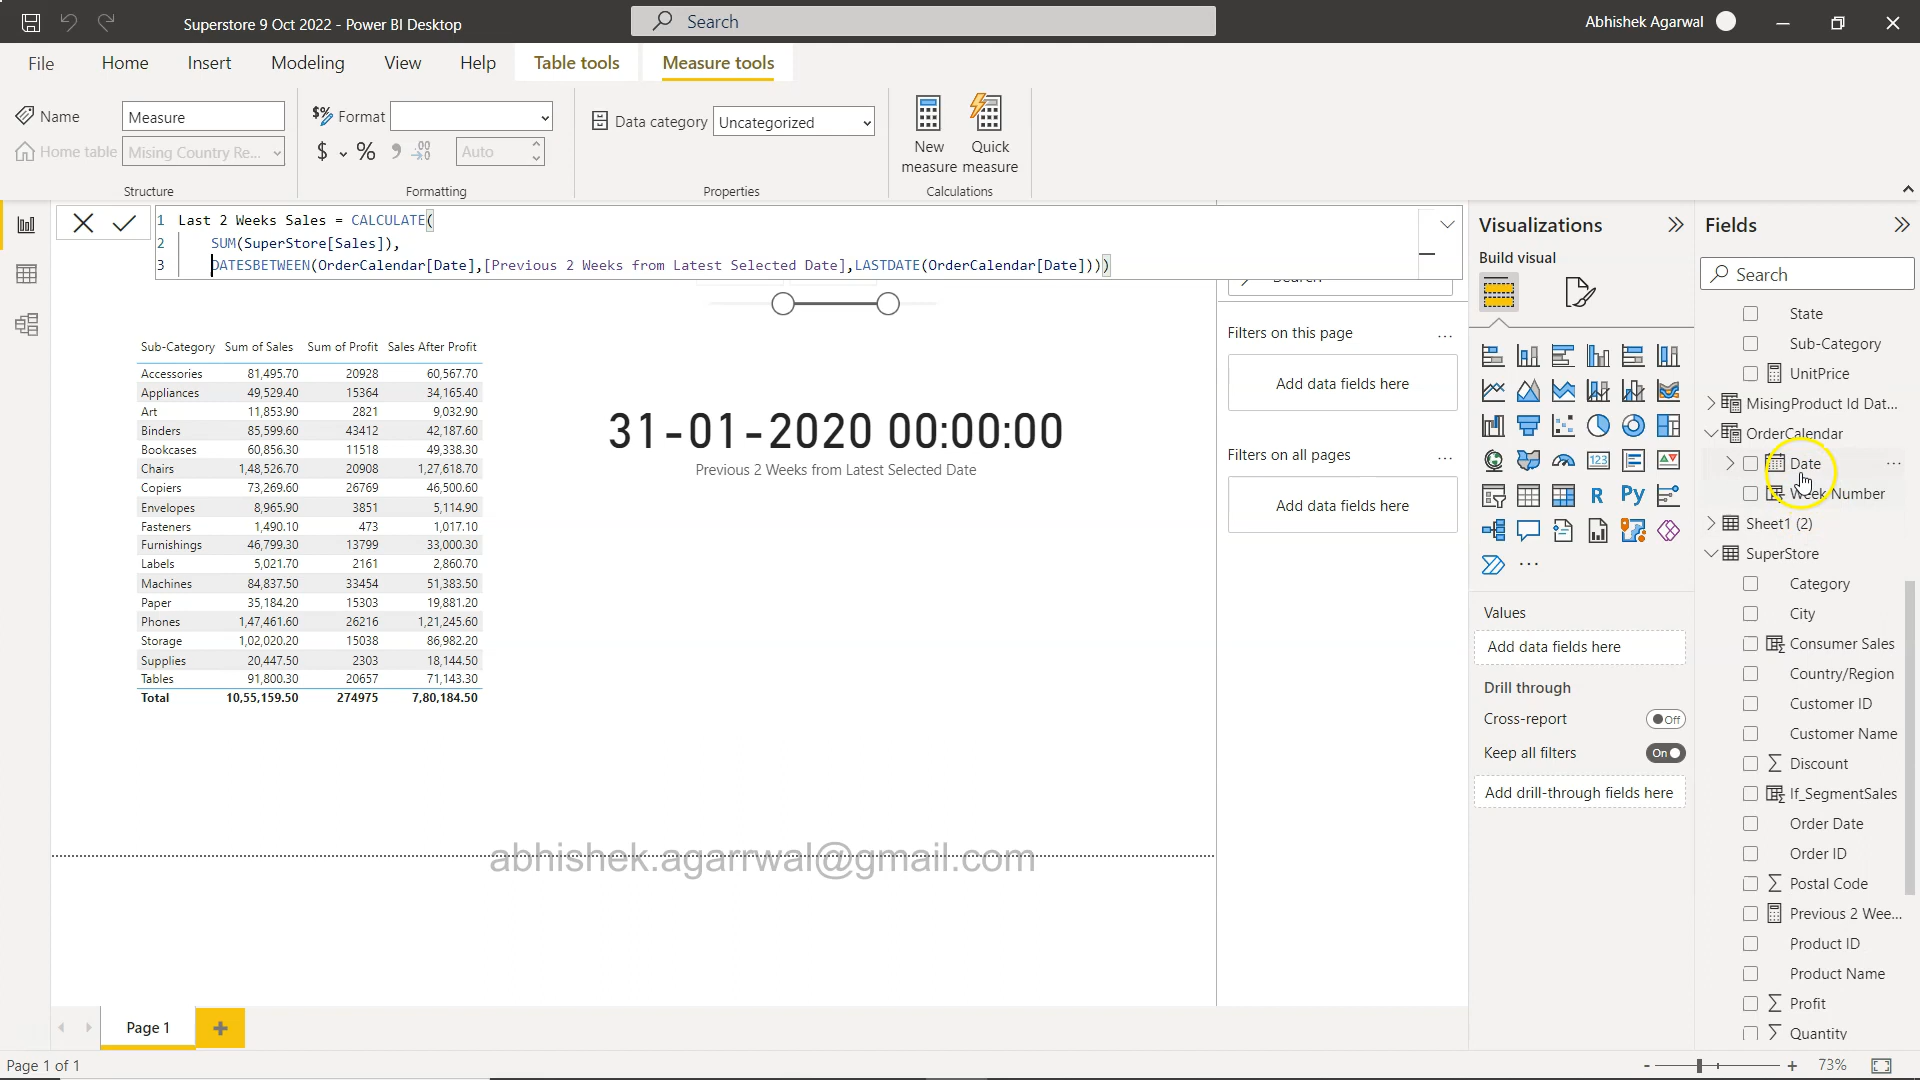 Superstore 9 Oct 2022 - Power BI Desktop
Search
Abhishek Agarwal
File Home Insert Modeling View Help Table tools Measure tools
Name Measure
Home table Mising Country Re...
Structure
$% Format
$ % 9 .00 Auto
Formatting
Data category Uncategorized
Properties
New measure
Quick measure
Calculations
1 Last 2 Weeks Sales = CALCULATE(
2 SUM(SuperStore[Sales]),
3 DATESBETWEEN(OrderCalendar[Date],[Previous 2 Weeks from Latest Selected Date],LASTDATE(OrderCalendar[Date])))
Sub-Category Sum of Sales Sum of Profit Sales After Profit
Accessories 81,495.70 20928 60,567.70
Appliances 49,529.40 15364 34,165.40
Art 11,853.90 2821 9,032.90
Binders 85,599.60 43412 42,187.60
Bookcases 60,856.30 11518 49,338.30
Chairs 1,48,526.70 20908 1,27,618.70
Copiers 73,269.60 26769 46,500.60
Envelopes 8,965.90 3851 5,114.90
Fasteners 1,490.10 473 1,017.10
Furnishings 46,799.30 13799 33,000.30
Labels 5,021.70 2161 2,860.70
Machines 84,837.50 33454 51,383.50
Paper 35,184.20 15303 19,881.20
Phones 1,47,461.60 26216 1,21,245.60
Storage 1,02,020.20 15038 86,982.20
Supplies 20,447.50 2303 18,144.50
Tables 91,800.30 20657 71,143.30
Total 10,55,159.50 274975 7,80,184.50
31-01-2020 00:00:00
Previous 2 Weeks from Latest Selected Date
abhishek.agarrwal@gmail.com
Filters on this page ...
Add data fields here
Filters on all pages ...
Add data fields here
Visualizations
Build visual
123
R
Py
...
Values
Add data fields here
Drill through
Cross-report Off
Keep all filters On
Add drill-through fields here
Fields
Search
State
Sub-Category
UnitPrice
MisingProduct Id Dat...
OrderCalendar
Date ...
Week Number
Sheet1 (2)
SuperStore
Category
City
Consumer Sales
Country/Region
Customer ID
Customer Name
Discount
If_SegmentSales
Order Date
Order ID
Postal Code
Previous 2 Wee...
Product ID
Product Name
Profit
Quantity
Page 1
Page 1 of 1
- + 73%